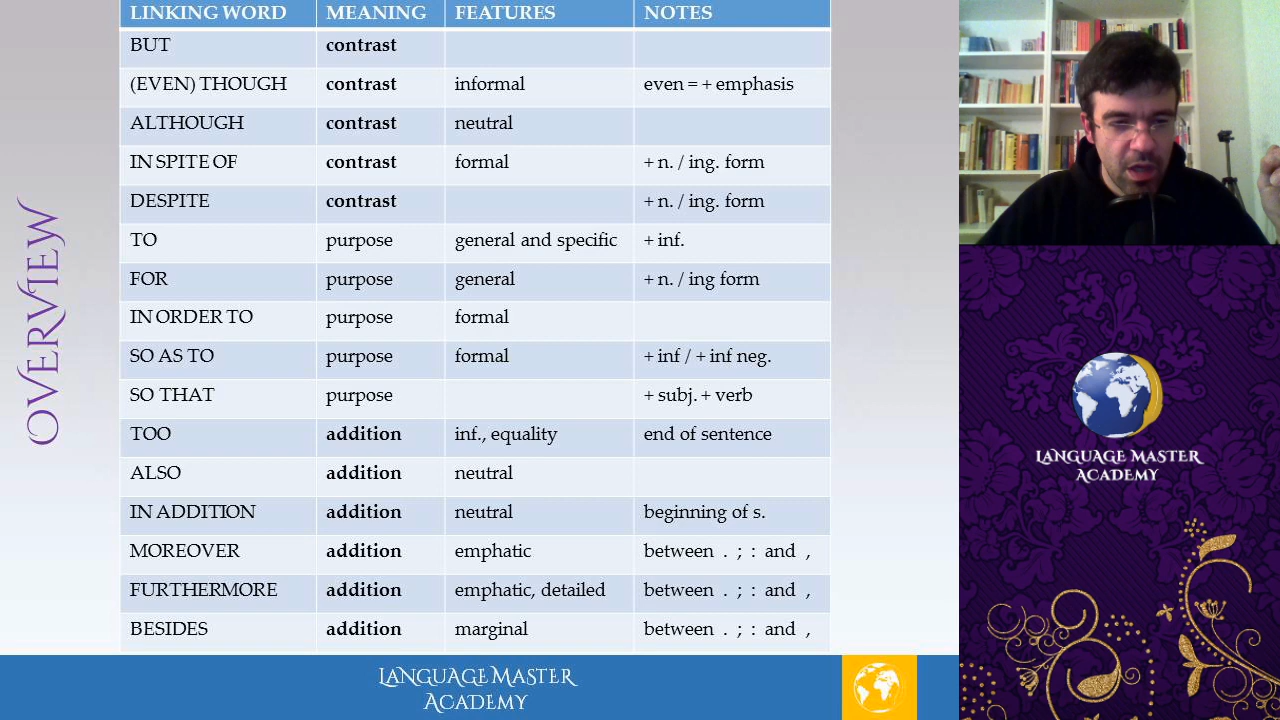 OVERVIEW
LINKING WORD MEANING FEATURES NOTES
BUT contrast
(EVEN) THOUGH contrast informal even = + emphasis
ALTHOUGH contrast neutral
IN SPITE OF contrast formal + n. / ing. form
DESPITE contrast + n. / ing. form
TO purpose general and specific + inf.
FOR purpose general + n. / ing form
IN ORDER TO purpose formal
SO AS TO purpose formal + inf / + inf neg.
SO THAT purpose + subj. + verb
TOO addition inf., equality end of sentence
ALSO addition neutral
IN ADDITION addition neutral beginning of s.
MOREOVER addition emphatic between . ; : and ,
FURTHERMORE addition emphatic, detailed between . ; : and ,
BESIDES addition marginal between . ; : and ,
LANGUAGE MASTER
ACADEMY
LANGUAGE MASTER
ACADEMY